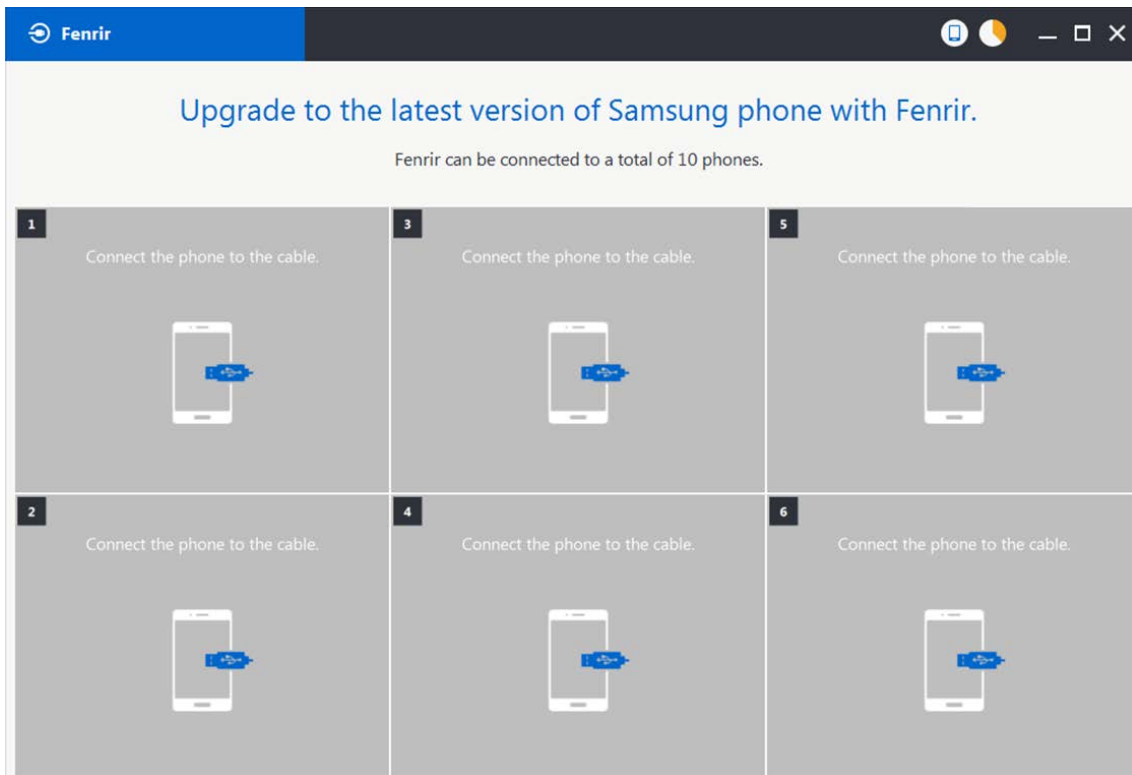 Fenrir
Upgrade to the latest version of Samsung phone with Fenrir.
Fenrir can be connected to a total of 10 phones.
1
Connect the phone to the cable.
3
Connect the phone to the cable.
5
Connect the phone to the cable.
2
Connect the phone to the cable.
4
Connect the phone to the cable.
6
Connect the phone to the cable.